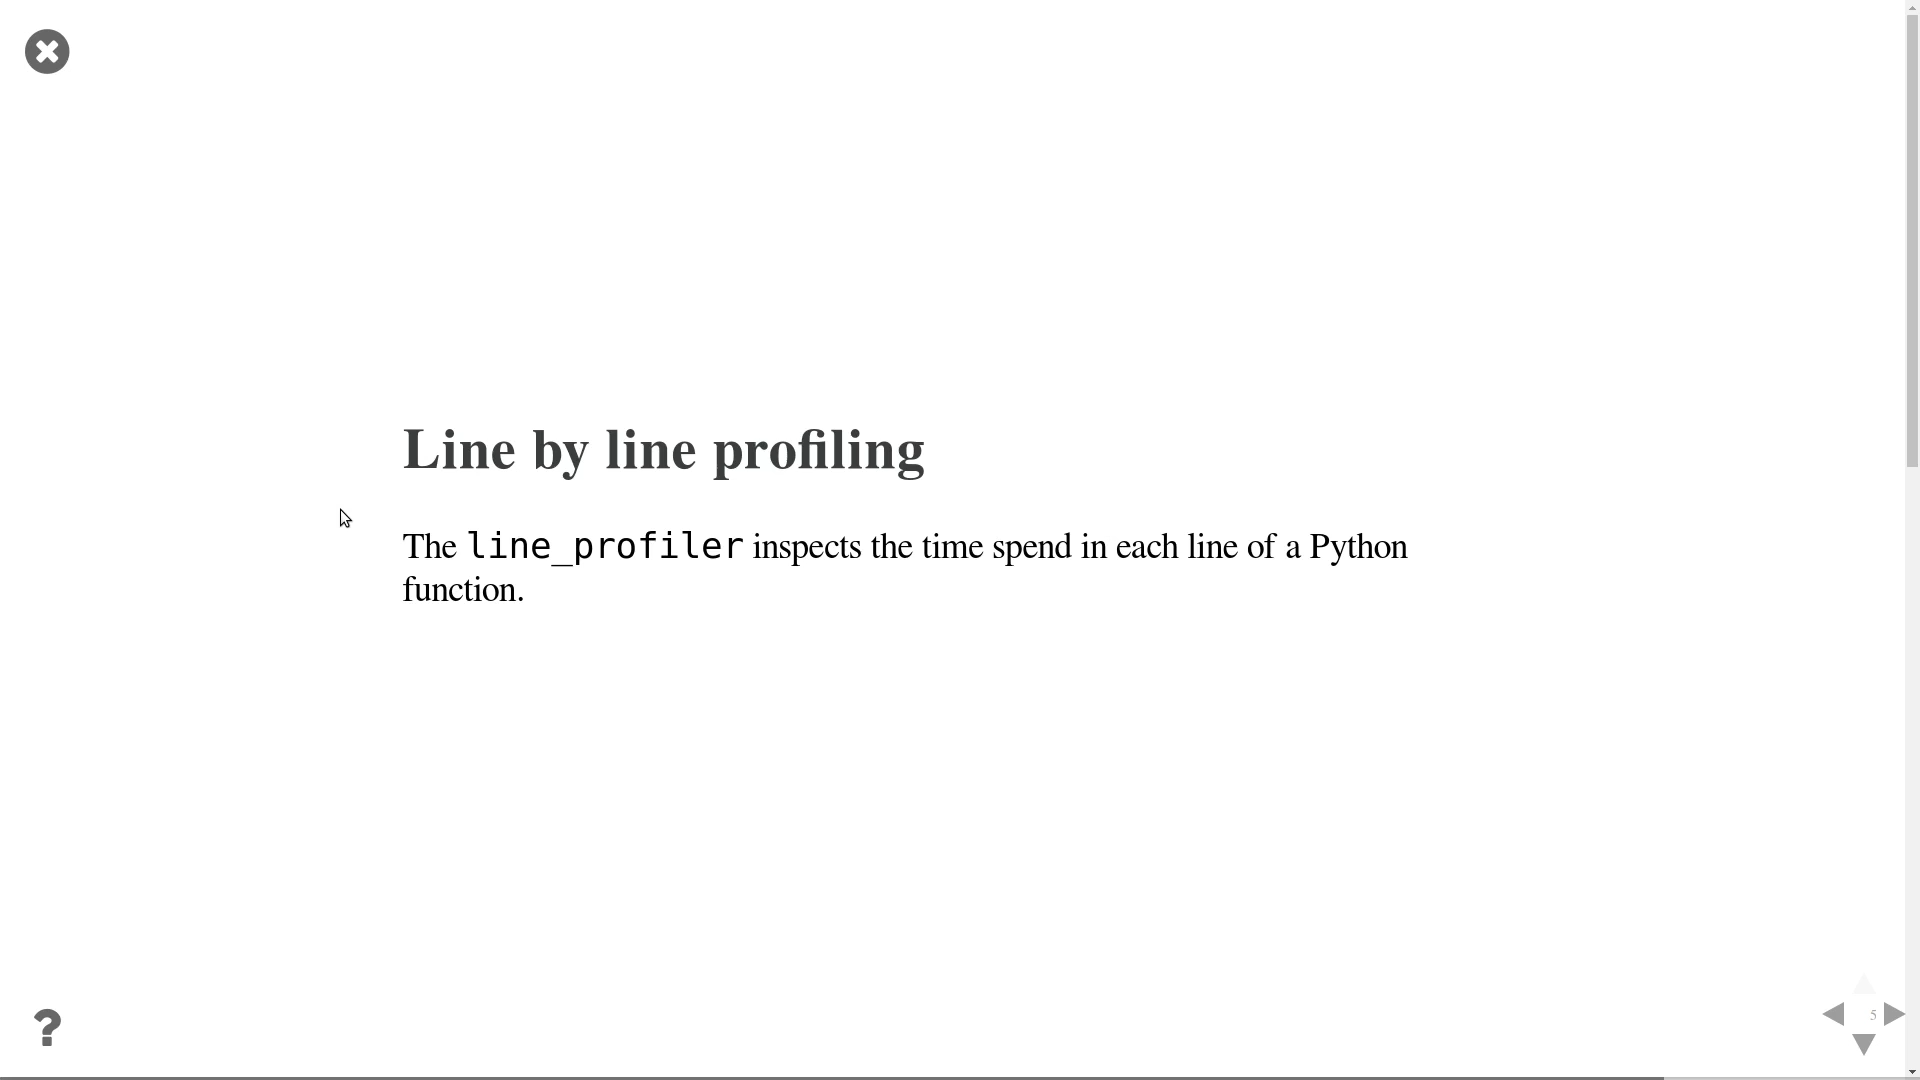 Line by line profiling
The line_profiler inspects the time spend in each line of a Python
function.
?
5